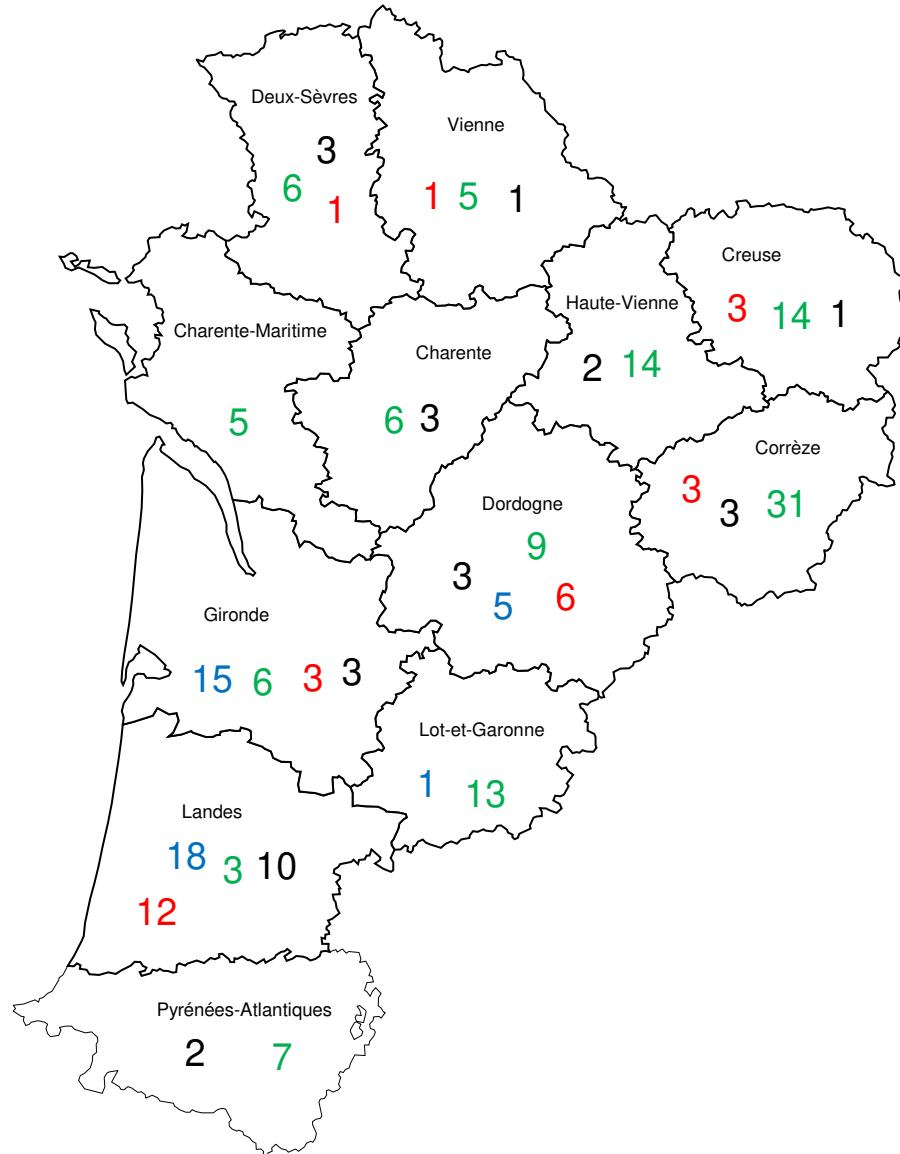 Deux-Sèvres
3
6
1
Vienne
1 5 1
Creuse
3 14 1
Haute-Vienne
2 14
Charente-Maritime
5
Charente
6 3
Corrèze
3 3 31
Dordogne
9
3
5 6
Gironde
15 6 3 3
Lot-et-Garonne
1 13
Landes
18 3 10
12
Pyrénées-Atlantiques
2 7